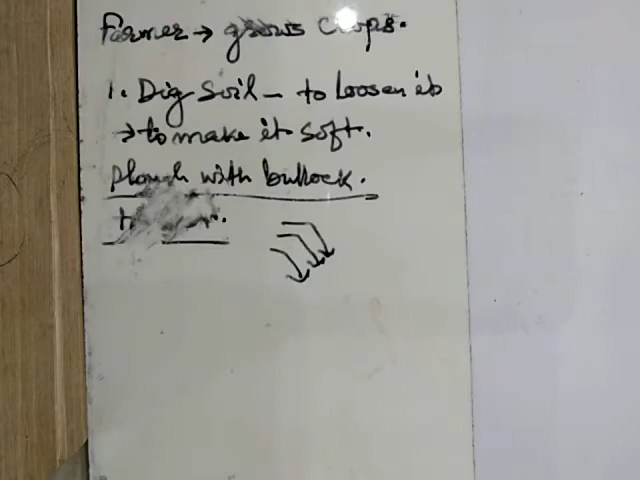 Farmer → grows crops.
1. Dig Soil - to Loosen it
→ to make it soft.
Plough with bullock.